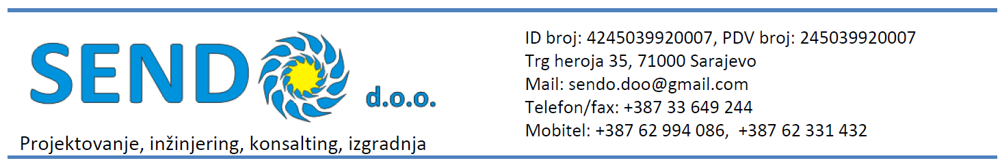 SENDO d.o.o.
Projektovanje, inžinjering, konsalting, izgradnja
ID broj: 4245039920007, PDV broj: 245039920007
Trg heroja 35, 71000 Sarajevo
Mail: sendo.doo@gmail.com
Telefon/fax: +387 33 649 244
Mobitel: +387 62 994 086, +387 62 331 432